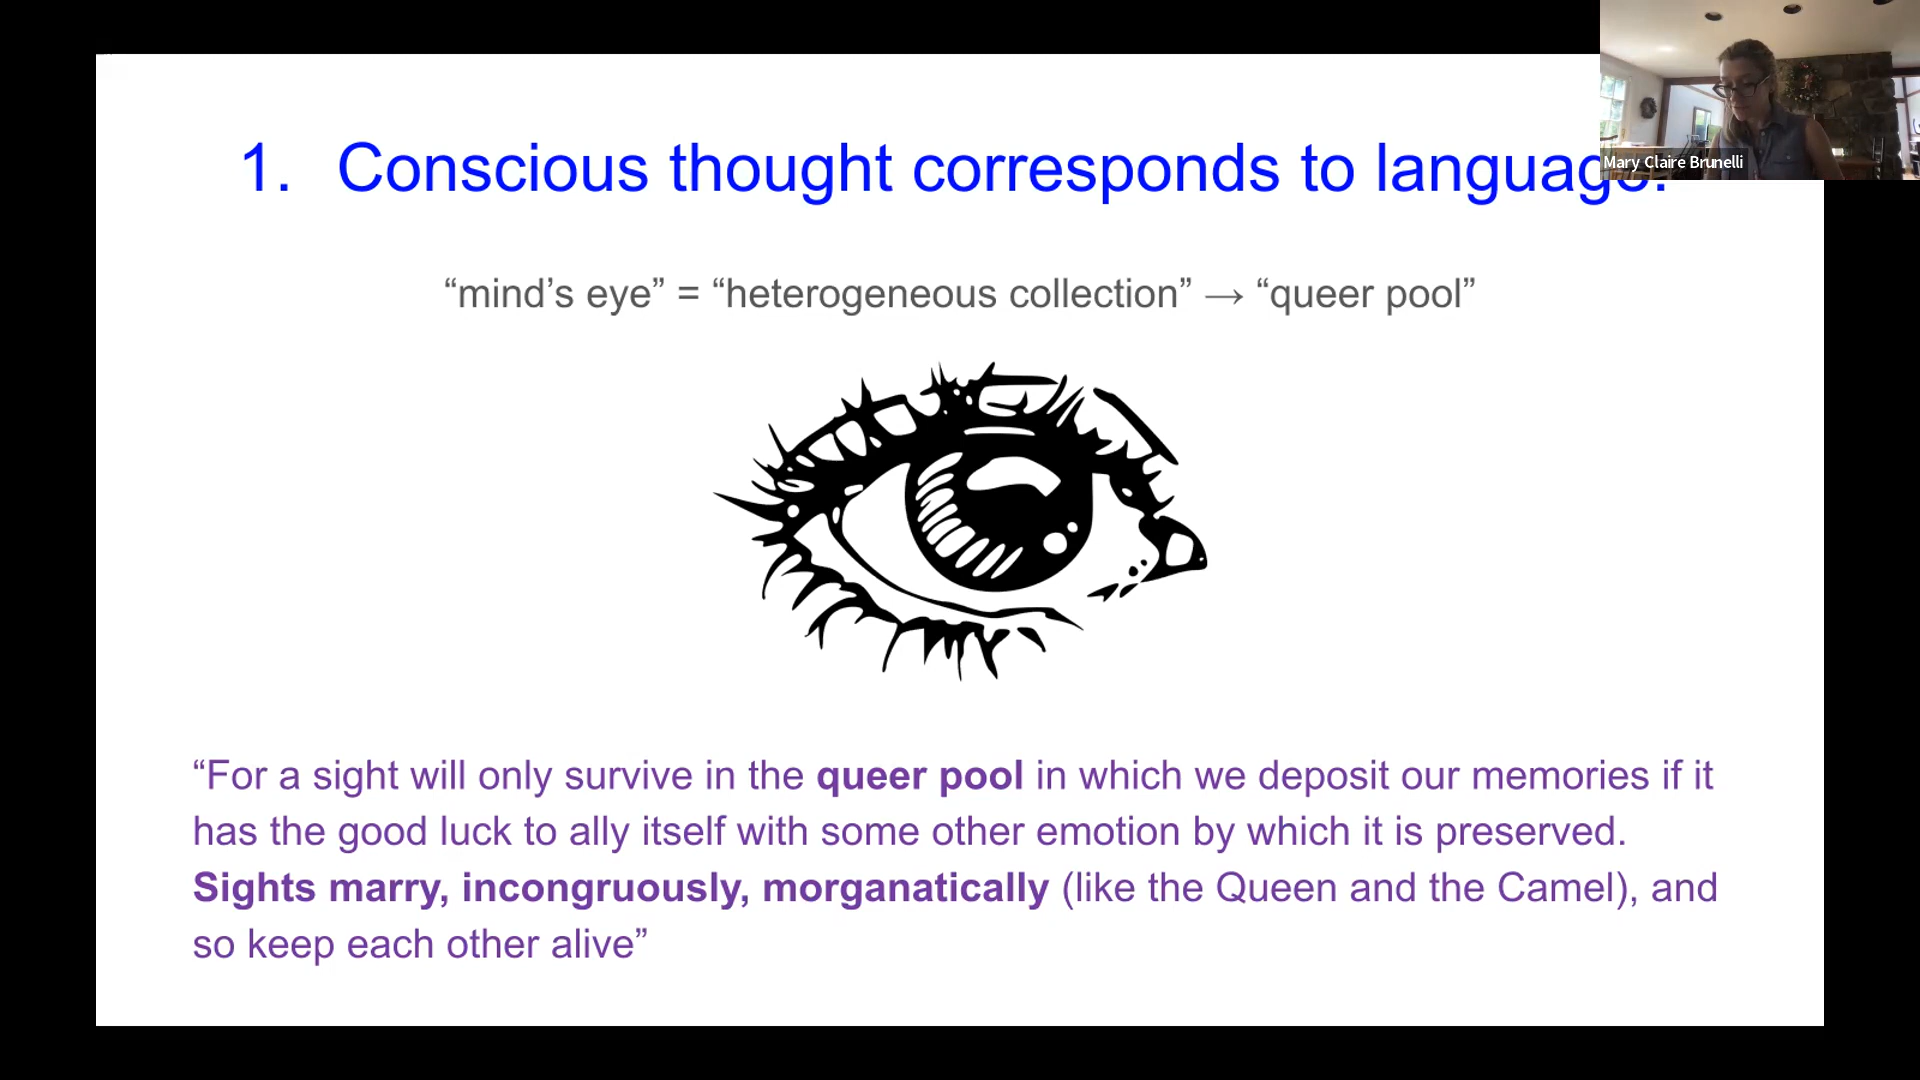 1. Conscious thought corresponds to language.
Mary Claire Brunelli
“mind’s eye” = “heterogeneous collection” → “queer pool”
“For a sight will only survive in the queer pool in which we deposit our memories if it
has the good luck to ally itself with some other emotion by which it is preserved.
Sights marry, incongruously, morganatically (like the Queen and the Camel), and
so keep each other alive”